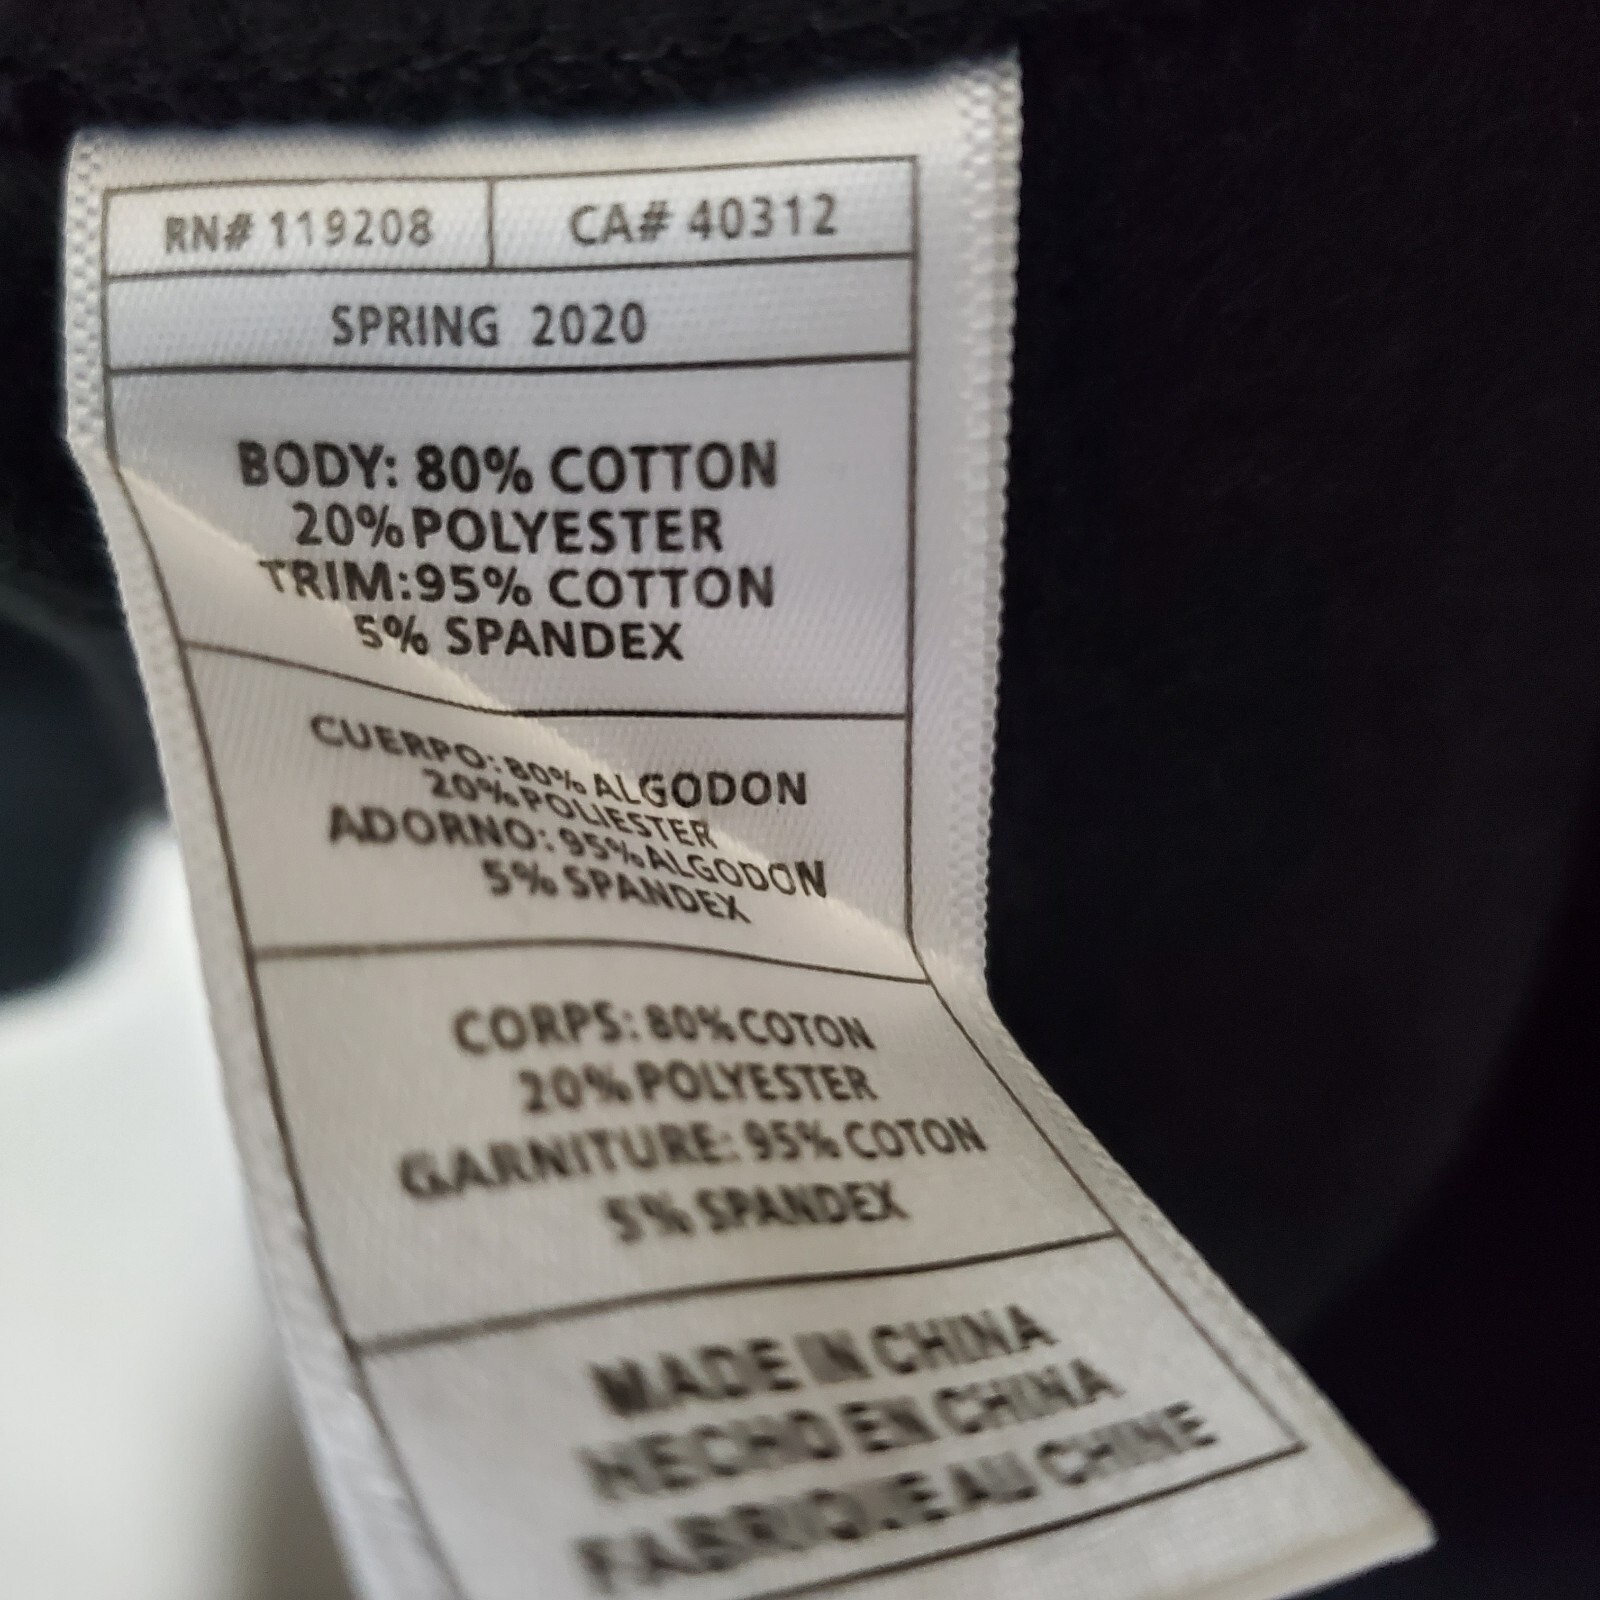 RN# 119208 CA# 40312
SPRING 2020
BODY: 80% COTTON
20% POLYESTER
TRIM:95% COTTON
5% SPANDEX
CUERPO: 80% ALGODON
20% POLIESTER
ADORNO: 95% ALGODON
5% SPANDEX
CORPS: 80% COTON
20% POLYESTER
GARNITURE: 95% COTON
5% SPANDEX
MADE IN CHINA
HECHO EN CHINA
FABRIQUE AU CHINE